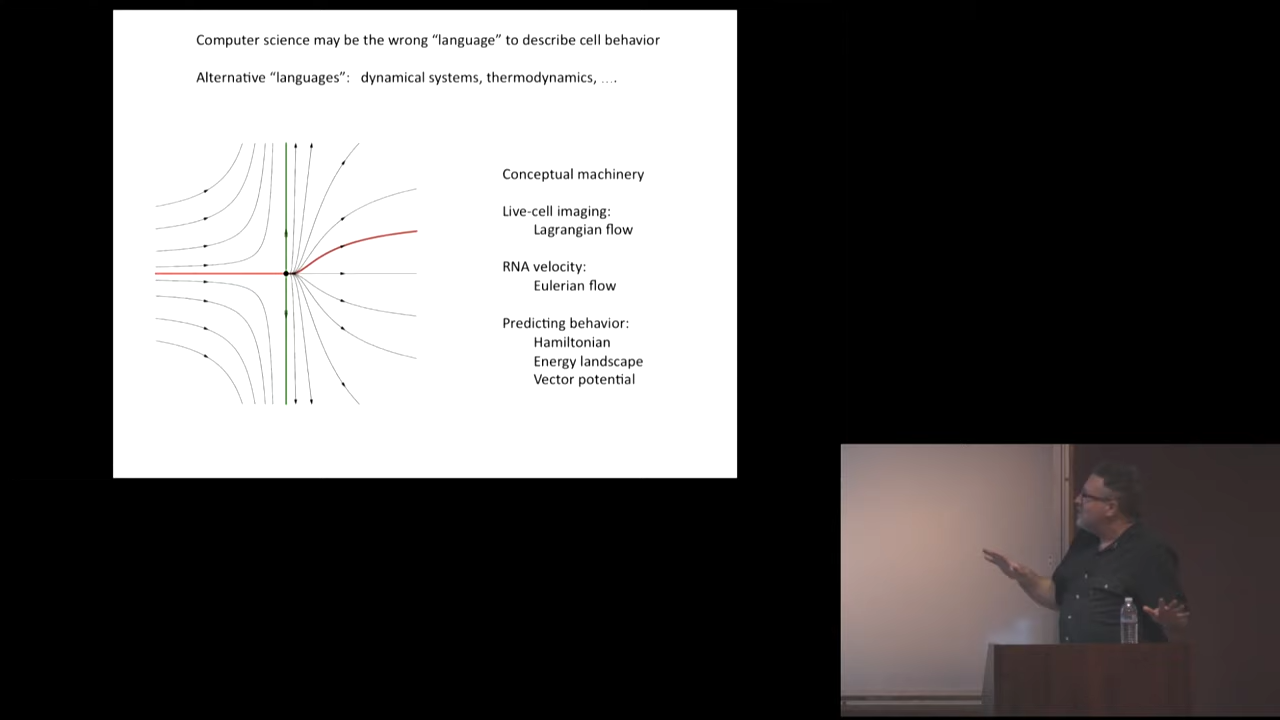 Computer science may be the wrong “language” to describe cell behavior
Alternative “languages”: dynamical systems, thermodynamics, ….
Conceptual machinery
Live-cell imaging:
Lagrangian flow
RNA velocity:
Eulerian flow
Predicting behavior:
Hamiltonian
Energy landscape
Vector potential